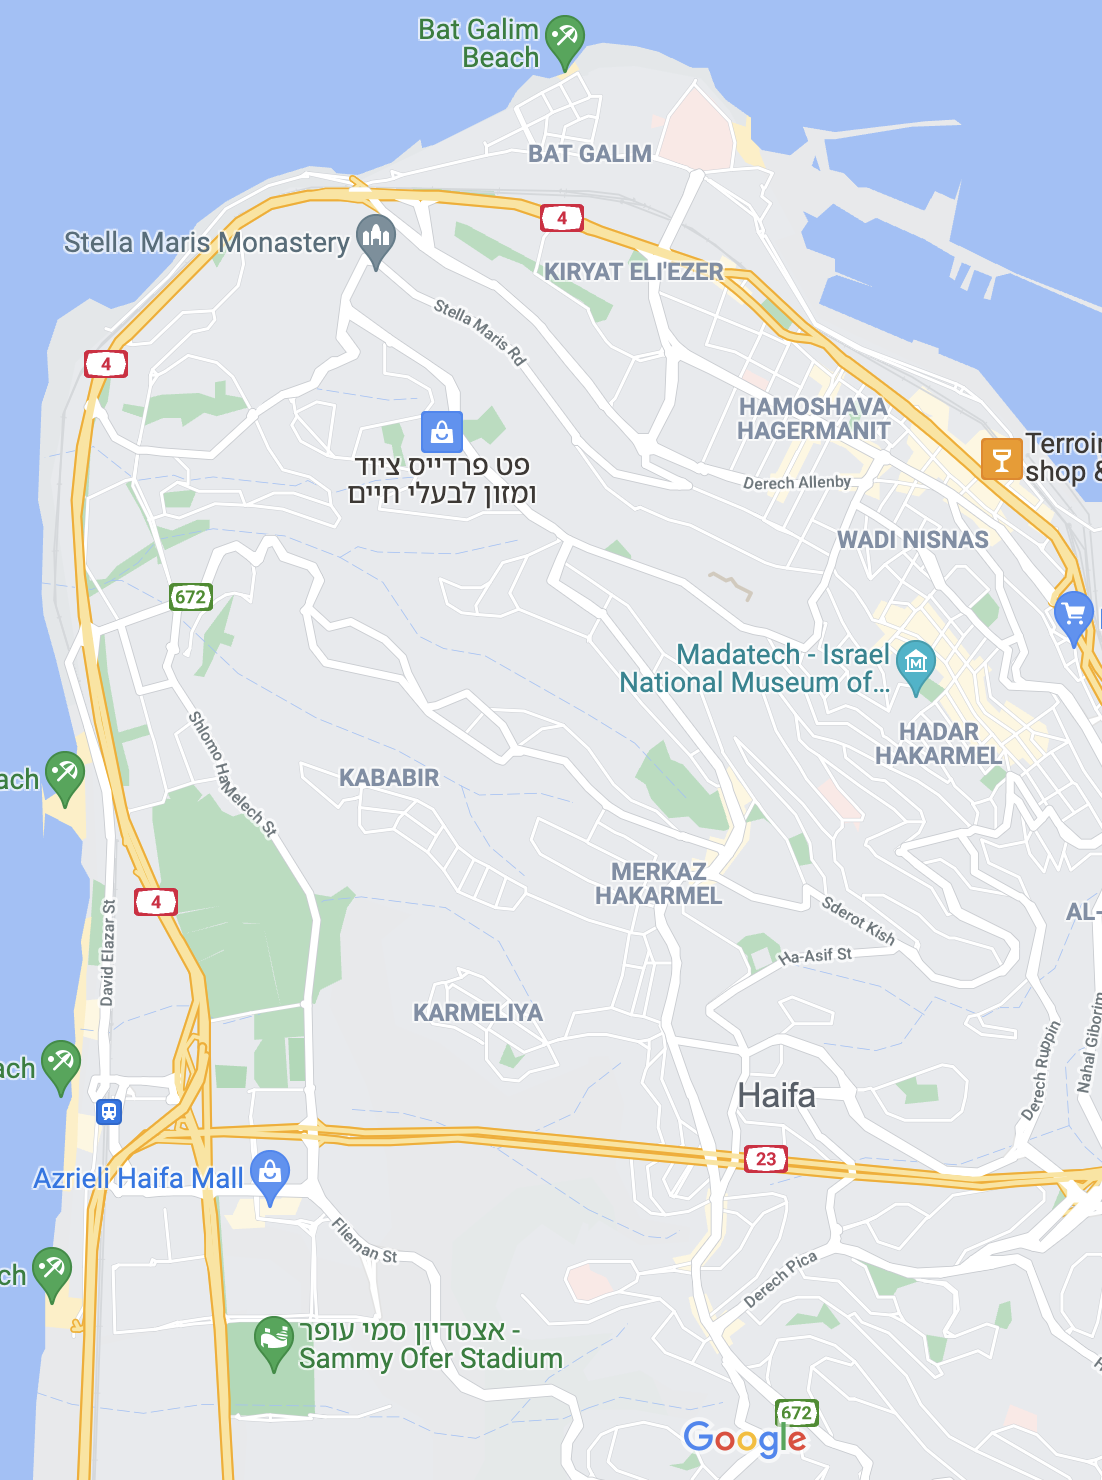 Bat Galim
Beach
BAT GALIM
4
Stella Maris Monastery
KIRYAT ELI'EZER
Stella Maris Rd
4
HAMOSHAVA
HAGERMANIT
Terroir
shop &
פט פרדייס ציוד
ומזון לבעלי חיים
Derech Allenby
WADI NISNAS
672
Madatech - Israel
National Museum of...
HADAR
HAKARMEL
Shlomo HaMelech St
ach
KABABIR
MERKAZ
HAKARMEL
4
David Elazar St
Sderot Kish
AL-
Ha-Asif St
KARMELIYA
Nahal Giborim
Derech Ruppin
ach
Haifa
23
Azrieli Haifa Mall
Flieman St
Derech Pica
ch
אצטדיון סמי עופר -
Sammy Ofer Stadium
672
Google